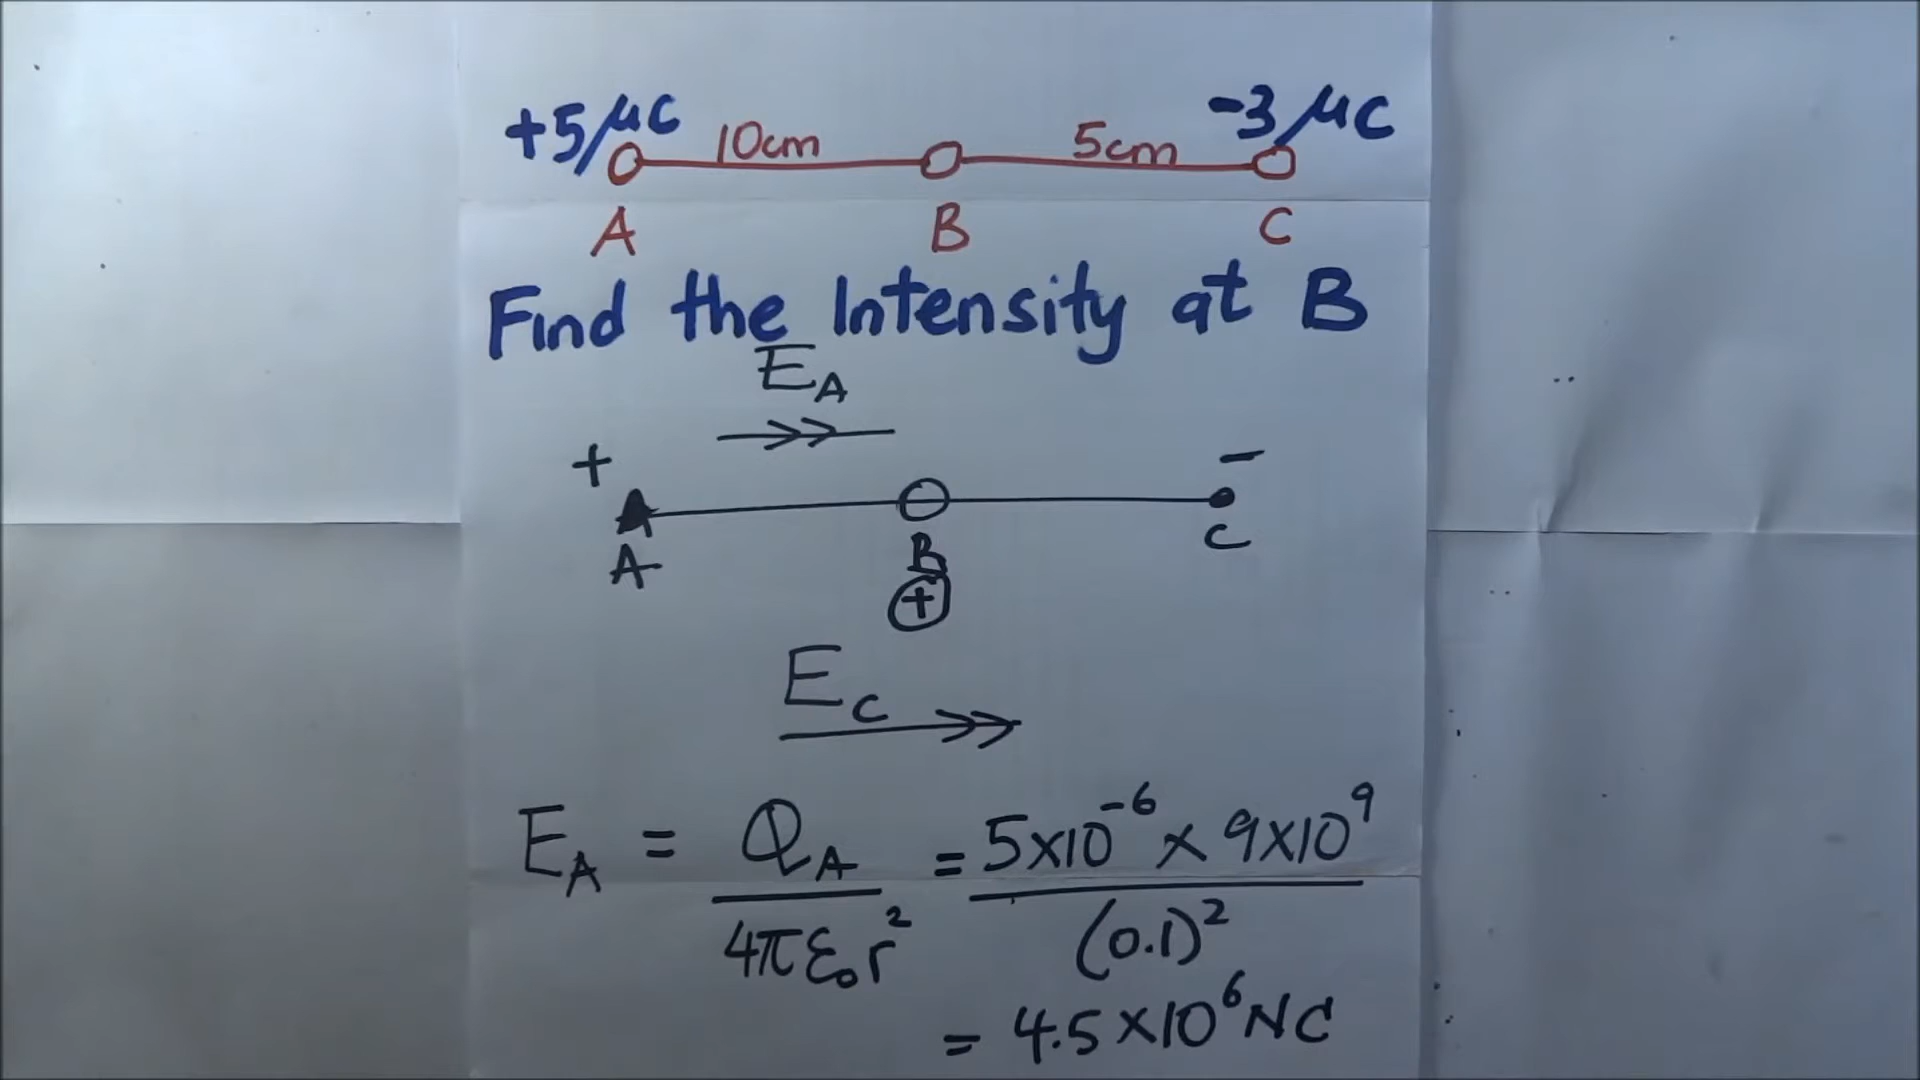 +5μC 10cm 5cm -3μC
A B C
Find the Intensity at B
E_A
+ -
A B C
+
E_C
E_A = Q_A / 4πε₀r² = 5×10⁻⁶ × 9×10⁹ / (0.1)²
= 4.5×10⁶ NC